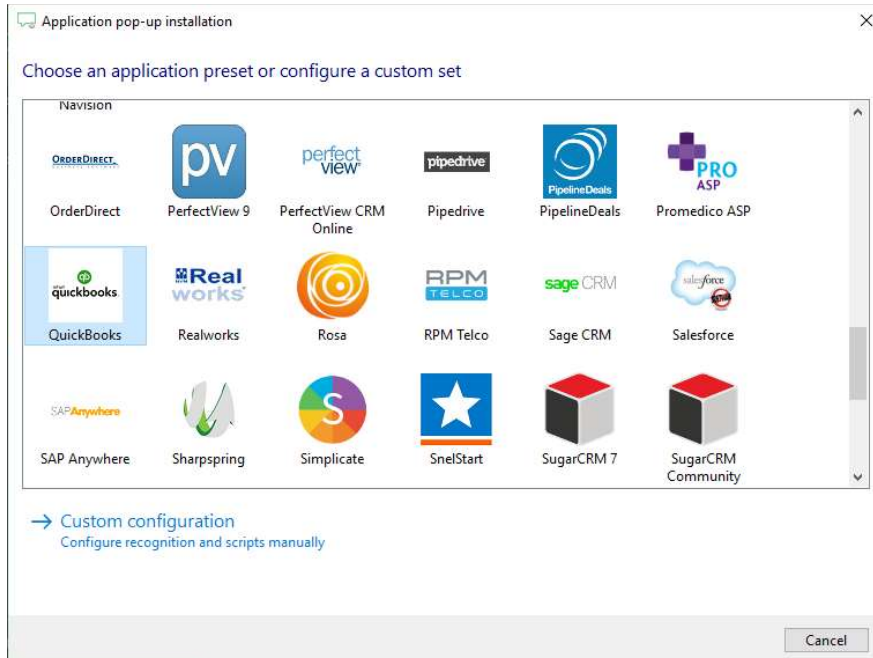 Application pop-up installation
Choose an application preset or configure a custom set
Navision
ORDERDIRECT
pv
perfect
view
pipedrive
PipelineDeals
PRO
ASP
OrderDirect
PerfectView 9
PerfectView CRM
Online
Pipedrive
PipelineDeals
Promedico ASP
quickbooks.
Real
works
RPM
TELCO
sage CRM
salesforce
QuickBooks
Realworks
Rosa
RPM Telco
Sage CRM
Salesforce
SAP Anywhere
S
SAP Anywhere
Sharpspring
Simplicate
SnelStart
SugarCRM 7
SugarCRM
Community
Custom configuration
Configure recognition and scripts manually
Cancel